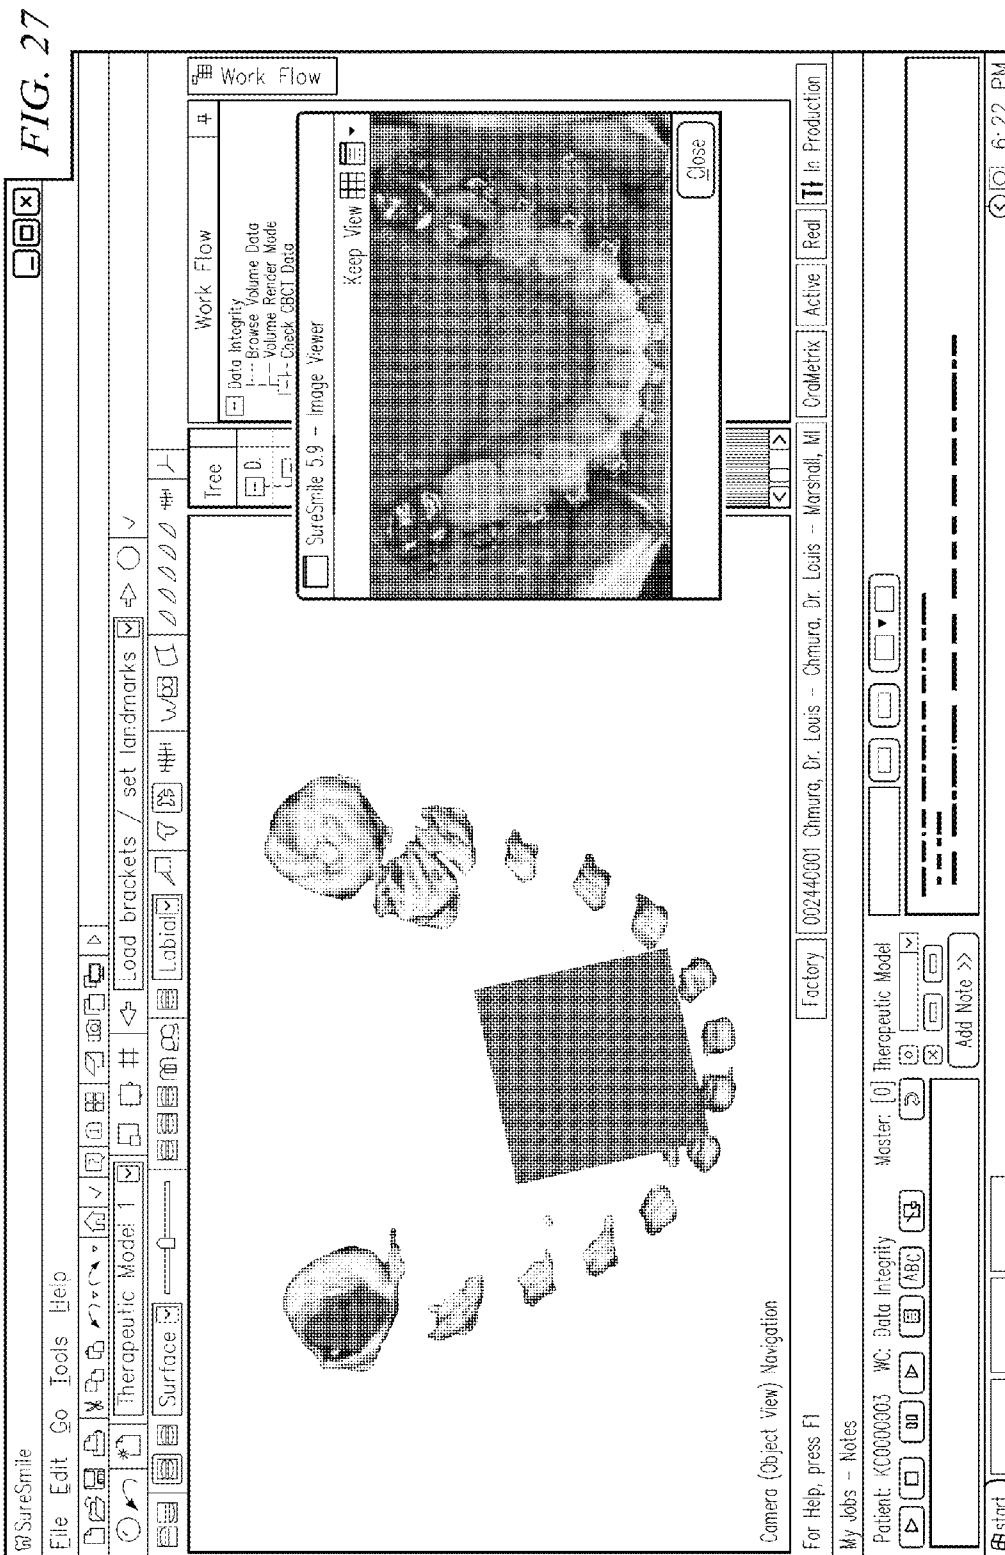 FIG. 27
SureSmile
File Edit Go Tools Help
Therapeutic Model 1
Load brackets / set landmarks
Surface
Labial
Tree
D.
Work Flow
Work Flow
Data Integrity
Browse Volume Data
Volume Render Mode
Check CBCT Data
SureSmile 5.9 – Image Viewer
Keep View
Close
Camera (Object View) Navigation
For Help, press F1
Factory
002440001 Chmura, Dr. Louis – Chmura, Dr. Louis – Marshall, MI
OraMetrix
Active
Real
In Production
My Jobs – Notes
Patient: KC0000003 WC: Data Integrity Master: [0] Therapeutic Model
ABC
Add Note >>
start
6:22 PM